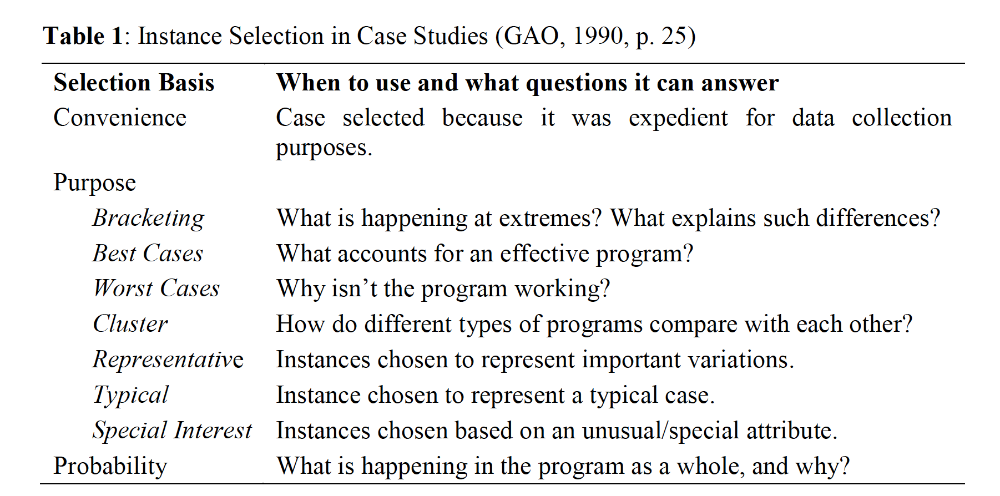 Table 1: Instance Selection in Case Studies (GAO, 1990, p. 25)
Selection Basis When to use and what questions it can answer
Convenience Case selected because it was expedient for data collection
purposes.
Purpose
Bracketing What is happening at extremes? What explains such differences?
Best Cases What accounts for an effective program?
Worst Cases Why isn’t the program working?
Cluster How do different types of programs compare with each other?
Representative Instances chosen to represent important variations.
Typical Instance chosen to represent a typical case.
Special Interest Instances chosen based on an unusual/special attribute.
Probability What is happening in the program as a whole, and why?